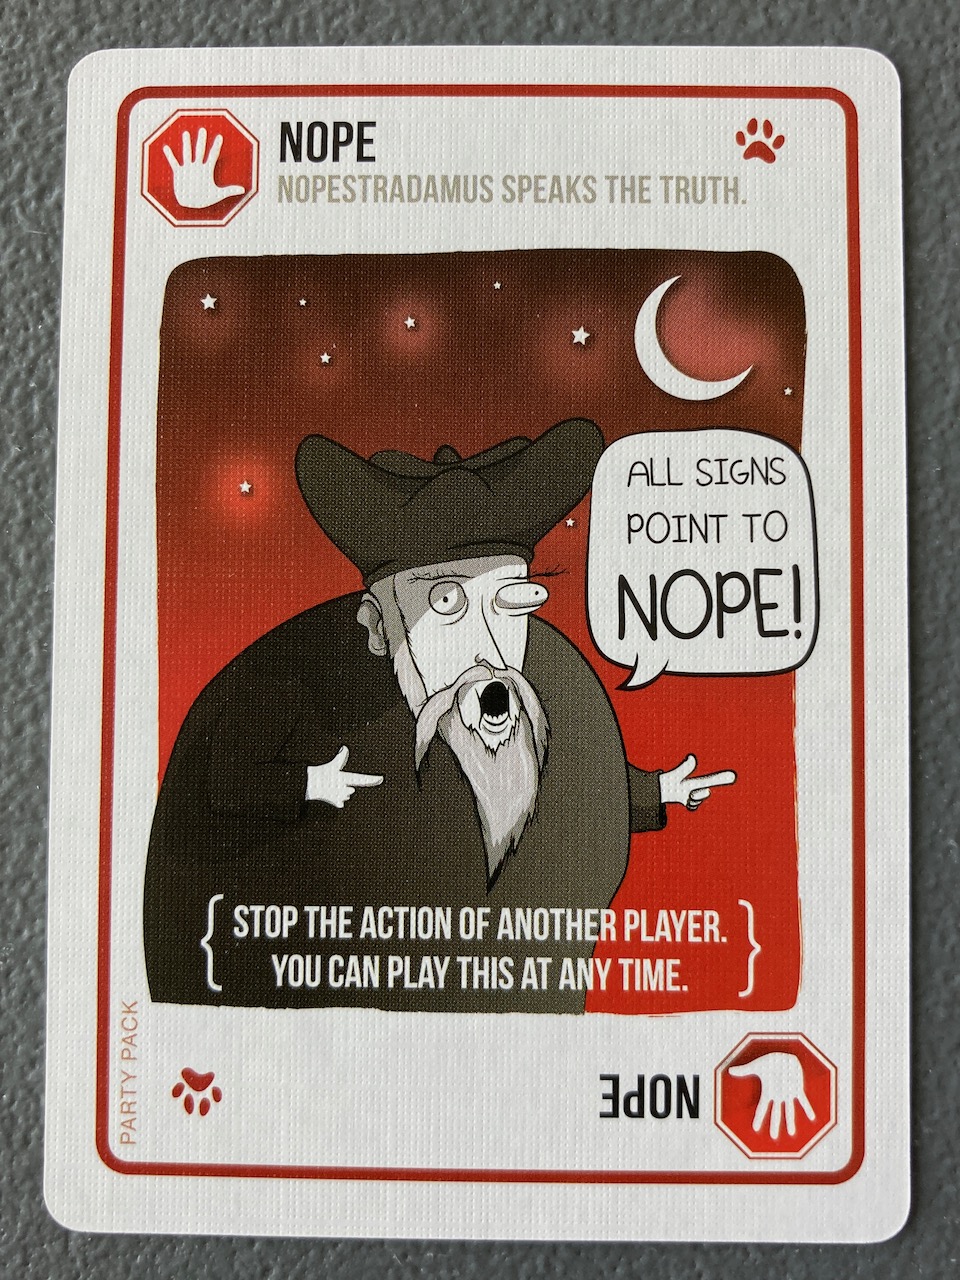 NOPE
NOPESTRADAMUS SPEAKS THE TRUTH.
ALL SIGNS
POINT TO
NOPE!
STOP THE ACTION OF ANOTHER PLAYER.
YOU CAN PLAY THIS AT ANY TIME.
PARTY PACK
NOPE